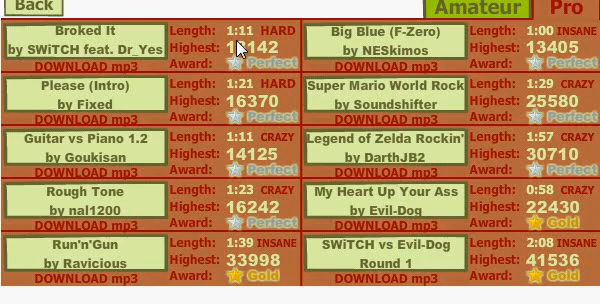 Back
Amateur Pro
Broked It
by SWiTCH feat. Dr_Yes
DOWNLOAD mp3
Length: 1:11 HARD
Highest:
Award: Perfect
Big Blue (F-Zero)
by NESkimos
DOWNLOAD mp3
Length: 1:00 INSANE
Highest: 13405
Award: Perfect
Please (Intro)
by Fixed
DOWNLOAD mp3
Length: 1:21 HARD
Highest: 16370
Award: Perfect
Super Mario World Rock
by Soundshifter
DOWNLOAD mp3
Length: 1:29 CRAZY
Highest: 25580
Award: Perfect
Guitar vs Piano 1.2
by Goukisan
DOWNLOAD mp3
Length: 1:11 CRAZY
Highest: 14125
Award: Perfect
Legend of Zelda Rockin'
by DarthJB2
DOWNLOAD mp3
Length: 1:57 CRAZY
Highest: 30710
Award: Perfect
Rough Tone
by nal1200
DOWNLOAD mp3
Length: 1:23 CRAZY
Highest: 16242
Award: Perfect
My Heart Up Your Ass
by Evil-Dog
DOWNLOAD mp3
Length: 0:58 CRAZY
Highest: 22430
Award: Gold
Run'n'Gun
by Ravicious
DOWNLOAD mp3
Length: 1:39 INSANE
Highest: 33998
Award: Gold
SWiTCH vs Evil-Dog
Round 1
DOWNLOAD mp3
Length: 2:08 INSANE
Highest: 41536
Award: Gold